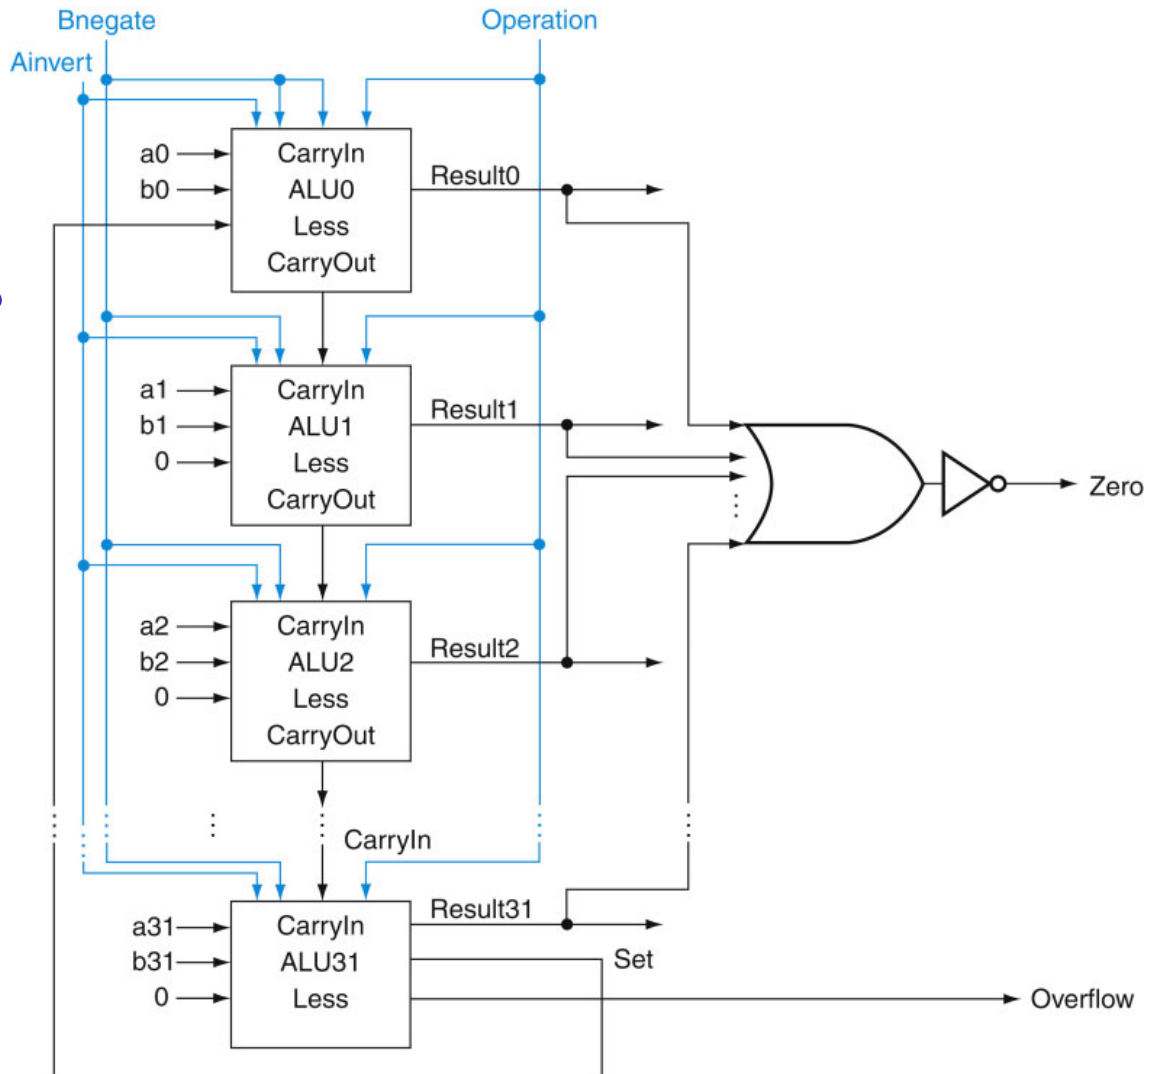 Bnegate
Operation
Ainvert
a0
CarryIn
b0
ALU0
Less
CarryOut
Result0
a1
CarryIn
b1
ALU1
0
Less
CarryOut
Result1
Zero
a2
CarryIn
b2
ALU2
0
Less
CarryOut
Result2
CarryIn
a31
CarryIn
b31
ALU31
0
Less
Result31
Set
Overflow